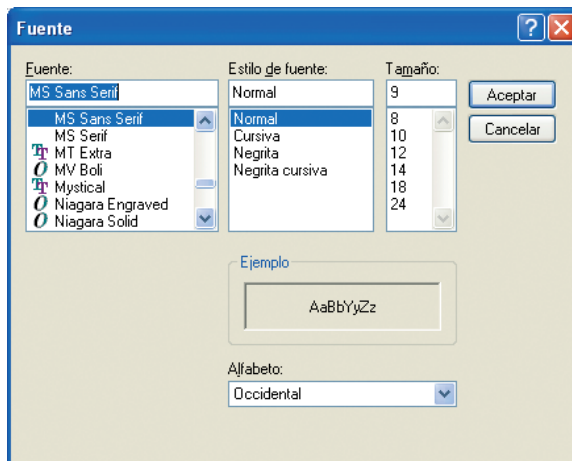 Fuente
Fuente:
MS Sans Serif
MS Sans Serif
MS Serif
MT Extra
MV Boli
Mystical
Niagara Engraved
Niagara Solid
Estilo de fuente:
Normal
Normal
Cursiva
Negrita
Negrita cursiva
Tamaño:
9
8
10
12
14
18
24
Aceptar
Cancelar
Ejemplo
AaBbYyZz
Alfabeto:
Occidental